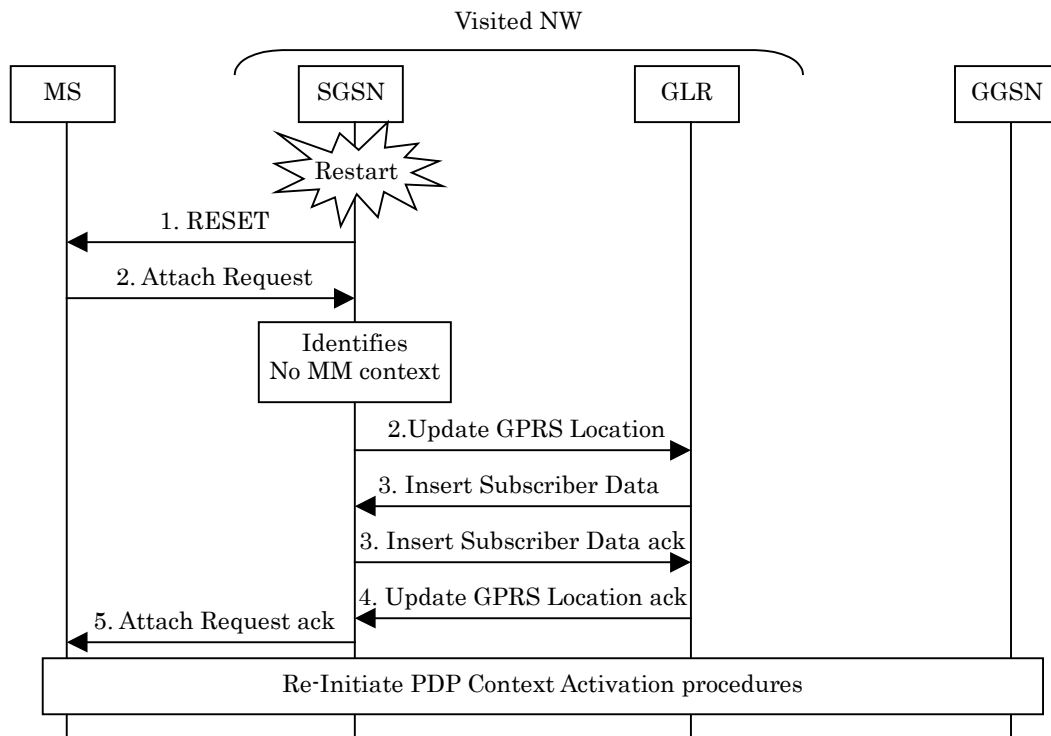 Visited NW
MS
SGSN
GLR
GGSN
Restart
1. RESET
2. Attach Request
Identifies
No MM context
2.Update GPRS Location
3. Insert Subscriber Data
3. Insert Subscriber Data ack
4. Update GPRS Location ack
5. Attach Request ack
Re-Initiate PDP Context Activation procedures